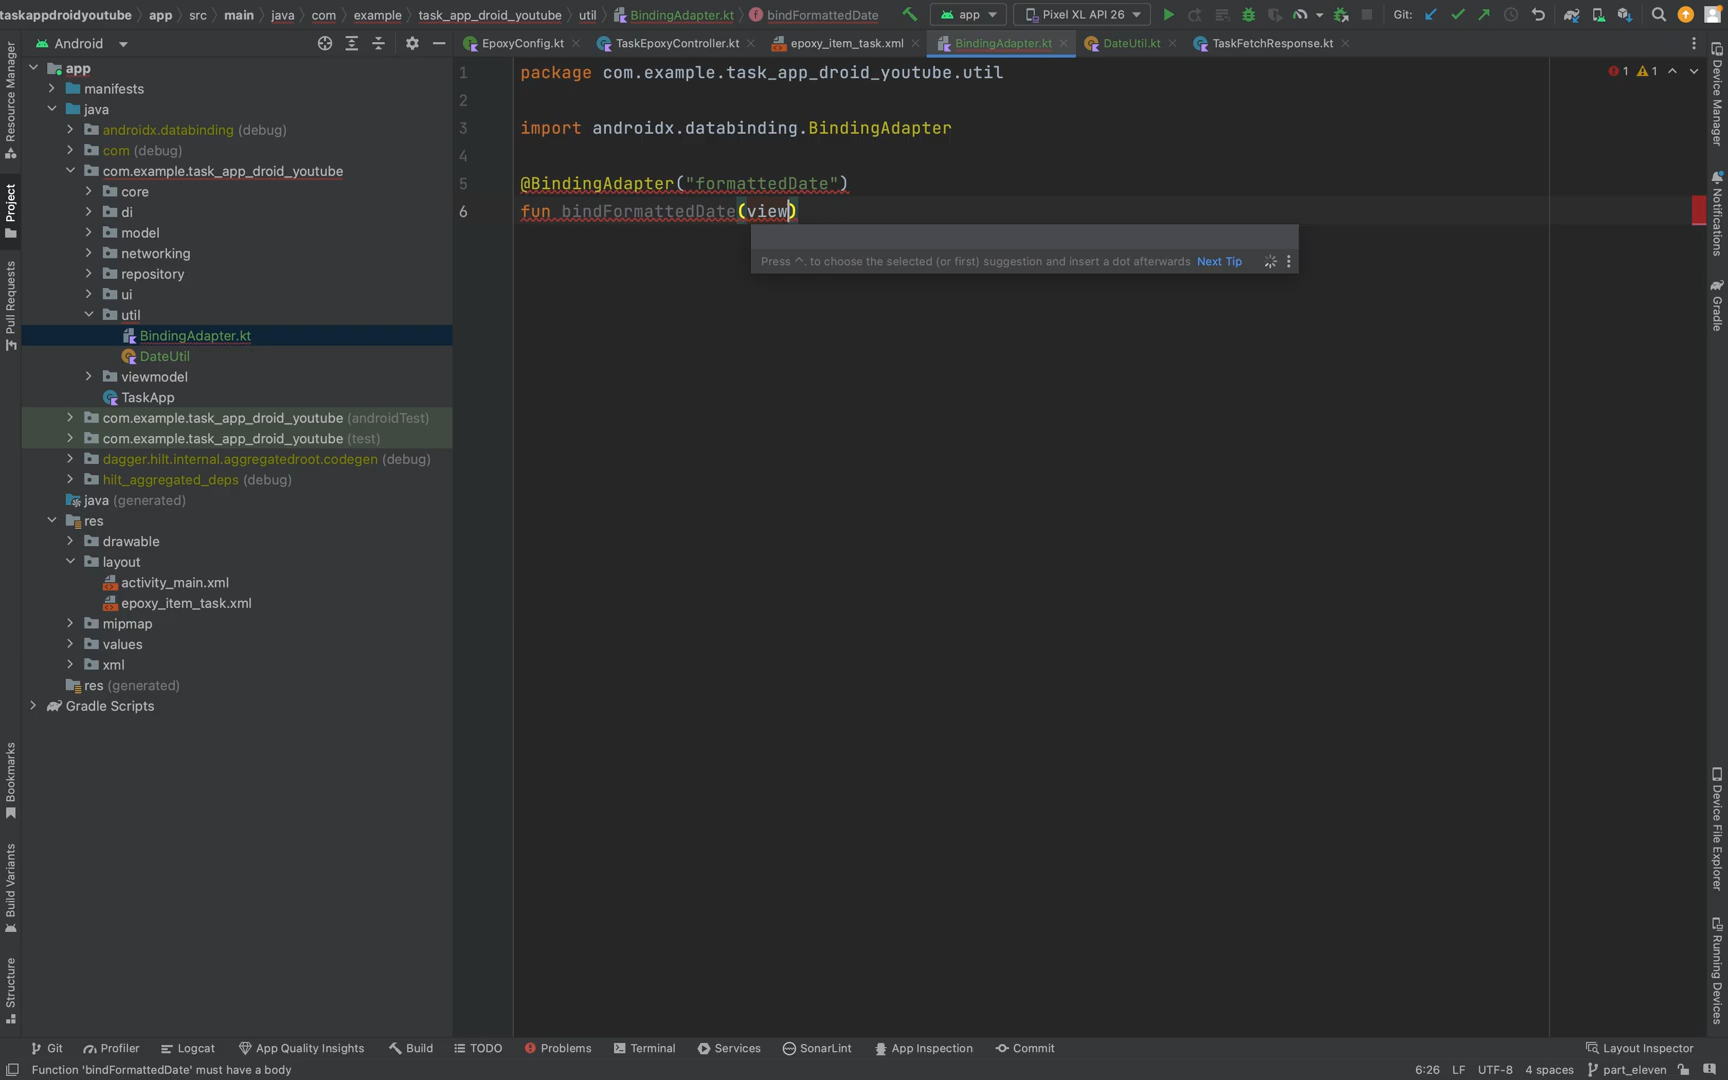 taskappdroidyoutube › app › src › main › java › com › example › task_app_droid_youtube › util › BindingAdapter.kt › bindFormattedDate
app
Pixel XL API 26
Git:
Android
EpoxyConfig.kt
TaskEpoxyController.kt
epoxy_item_task.xml
BindingAdapter.kt
DateUtil.kt
TaskFetchResponse.kt
app
manifests
java
androidx.databinding (debug)
com (debug)
com.example.task_app_droid_youtube
core
di
model
networking
repository
ui
util
BindingAdapter.kt
DateUtil
viewmodel
TaskApp
com.example.task_app_droid_youtube (androidTest)
com.example.task_app_droid_youtube (test)
dagger.hilt.internal.aggregatedroot.codegen (debug)
hilt_aggregated_deps (debug)
java (generated)
res
drawable
layout
activity_main.xml
epoxy_item_task.xml
mipmap
values
xml
res (generated)
Gradle Scripts
1 package com.example.task_app_droid_youtube.util
2
3 import androidx.databinding.BindingAdapter
4
5 @BindingAdapter("formattedDate")
6 fun bindFormattedDate(view)
Press ^. to choose the selected (or first) suggestion and insert a dot afterwards Next Tip
1 1
Resource Manager
Project
Pull Requests
Bookmarks
Build Variants
Structure
Device Manager
Notifications
Gradle
Device File Explorer
Running Devices
Git
Profiler
Logcat
App Quality Insights
Build
TODO
Problems
Terminal
Services
SonarLint
App Inspection
Commit
Layout Inspector
Function 'bindFormattedDate' must have a body
6:26 LF UTF-8 4 spaces part_eleven